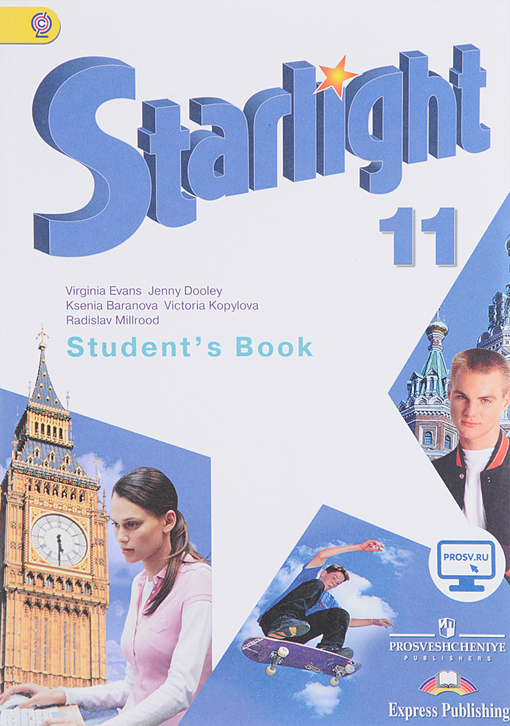 Starlight
11
Virginia Evans Jenny Dooley
Ksenia Baranova Victoria Kopylova
Radislav Millrood
Student's Book
PROSV.RU
PROSVESHCHENIYE
PUBLISHERS
Express Publishing